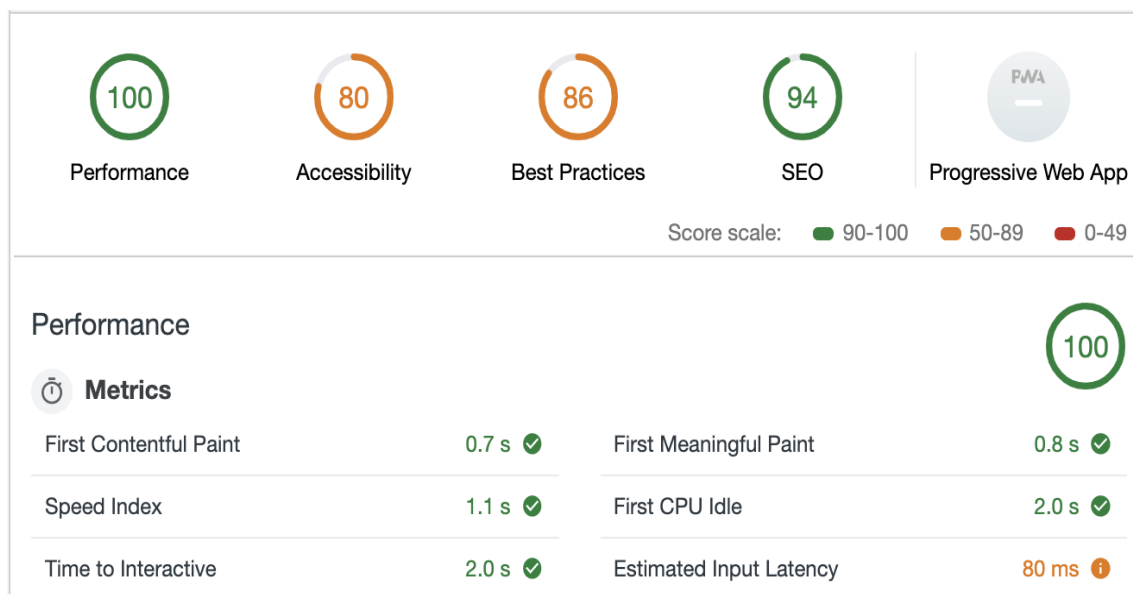 100 80 86 94 PWA
Performance Accessibility Best Practices SEO Progressive Web App
Score scale: 90-100 50-89 0-49
Performance 100
Metrics
First Contentful Paint 0.7 s First Meaningful Paint 0.8 s
Speed Index 1.1 s First CPU Idle 2.0 s
Time to Interactive 2.0 s Estimated Input Latency 80 ms